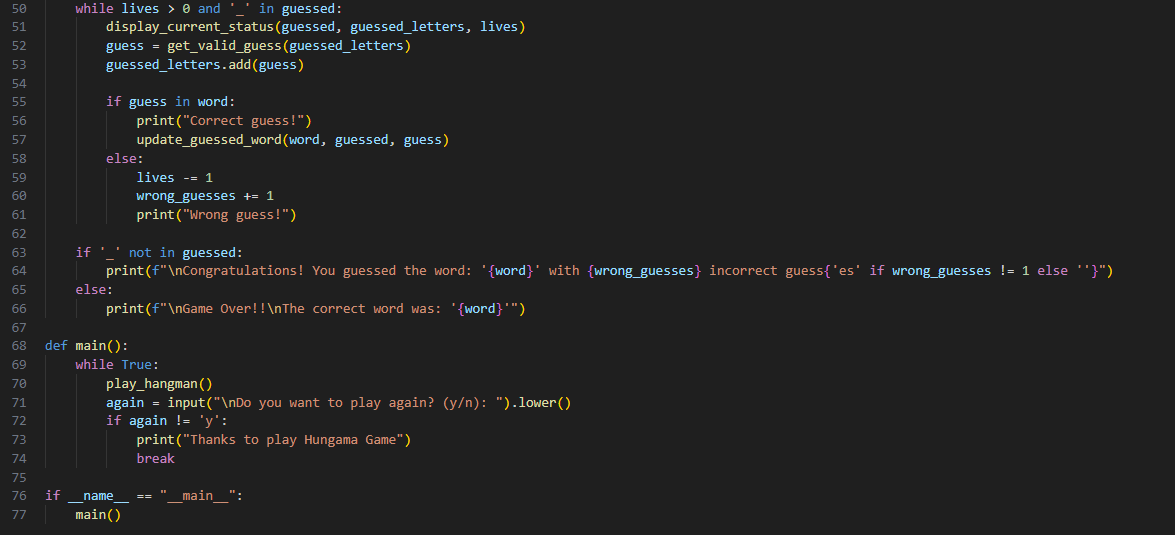 50 while lives > 0 and '_' in guessed:
51 display_current_status(guessed, guessed_letters, lives)
52 guess = get_valid_guess(guessed_letters)
53 guessed_letters.add(guess)
54
55 if guess in word:
56 print("Correct guess!")
57 update_guessed_word(word, guessed, guess)
58 else:
59 lives -= 1
60 wrong_guesses += 1
61 print("Wrong guess!")
62
63 if '_' not in guessed:
64 print(f"\nCongratulations! You guessed the word: '{word}' with {wrong_guesses} incorrect guess{'es' if wrong_guesses != 1 else ''}")
65 else:
66 print(f"\nGame Over!!\nThe correct word was: '{word}'")
67
68 def main():
69 while True:
70 play_hangman()
71 again = input("\nDo you want to play again? (y/n): ").lower()
72 if again != 'y':
73 print("Thanks to play Hungama Game")
74 break
75
76 if __name__ == "__main__":
77 main()